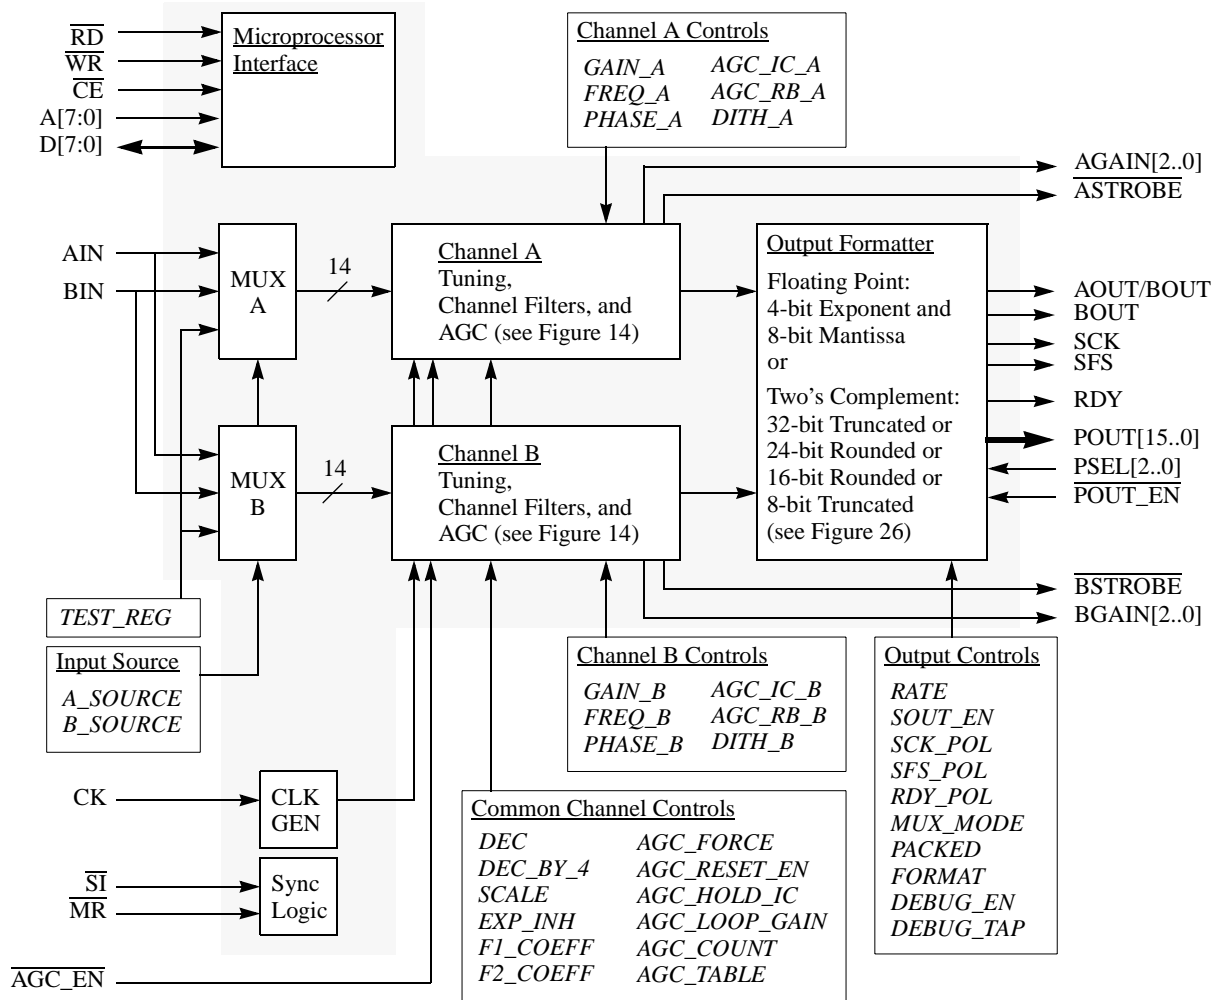 RD
WR
CE
A[7:0]
D[7:0]
Microprocessor
Interface
Channel A Controls
GAIN_A AGC_IC_A
FREQ_A AGC_RB_A
PHASE_A DITH_A
AGAIN[2..0]
ASTROBE
AIN
BIN
MUX
A
14
Channel A
Tuning,
Channel Filters, and
AGC (see Figure 14)
MUX
B
14
Channel B
Tuning,
Channel Filters, and
AGC (see Figure 14)
Output Formatter
Floating Point:
4-bit Exponent and
8-bit Mantissa
or
Two's Complement:
32-bit Truncated or
24-bit Rounded or
16-bit Rounded or
8-bit Truncated
(see Figure 26)
AOUT/BOUT
BOUT
SCK
SFS
RDY
POUT[15..0]
PSEL[2..0]
POUT_EN
BSTROBE
BGAIN[2..0]
TEST_REG
Input Source
A_SOURCE
B_SOURCE
Channel B Controls
GAIN_B AGC_IC_B
FREQ_B AGC_RB_B
PHASE_B DITH_B
Output Controls
RATE
SOUT_EN
SCK_POL
SFS_POL
RDY_POL
MUX_MODE
PACKED
FORMAT
DEBUG_EN
DEBUG_TAP
CK
CLK
GEN
SI
MR
Sync
Logic
AGC_EN
Common Channel Controls
DEC AGC_FORCE
DEC_BY_4 AGC_RESET_EN
SCALE AGC_HOLD_IC
EXP_INH AGC_LOOP_GAIN
F1_COEFF AGC_COUNT
F2_COEFF AGC_TABLE